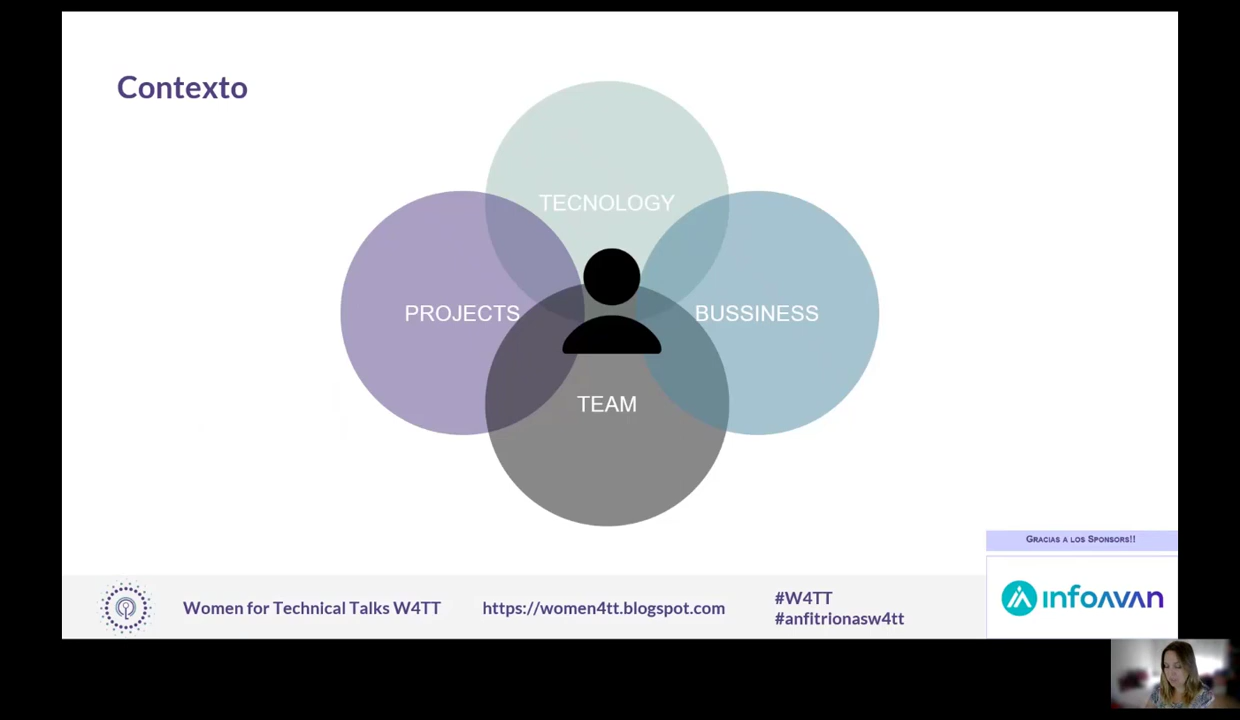 Contexto
TECNOLOGY
PROJECTS
BUSSINESS
TEAM
GRACIAS A LOS SPONSORS!!
infoavan
Women for Technical Talks W4TT
https://women4tt.blogspot.com
#W4TT
#anfitrionasw4tt